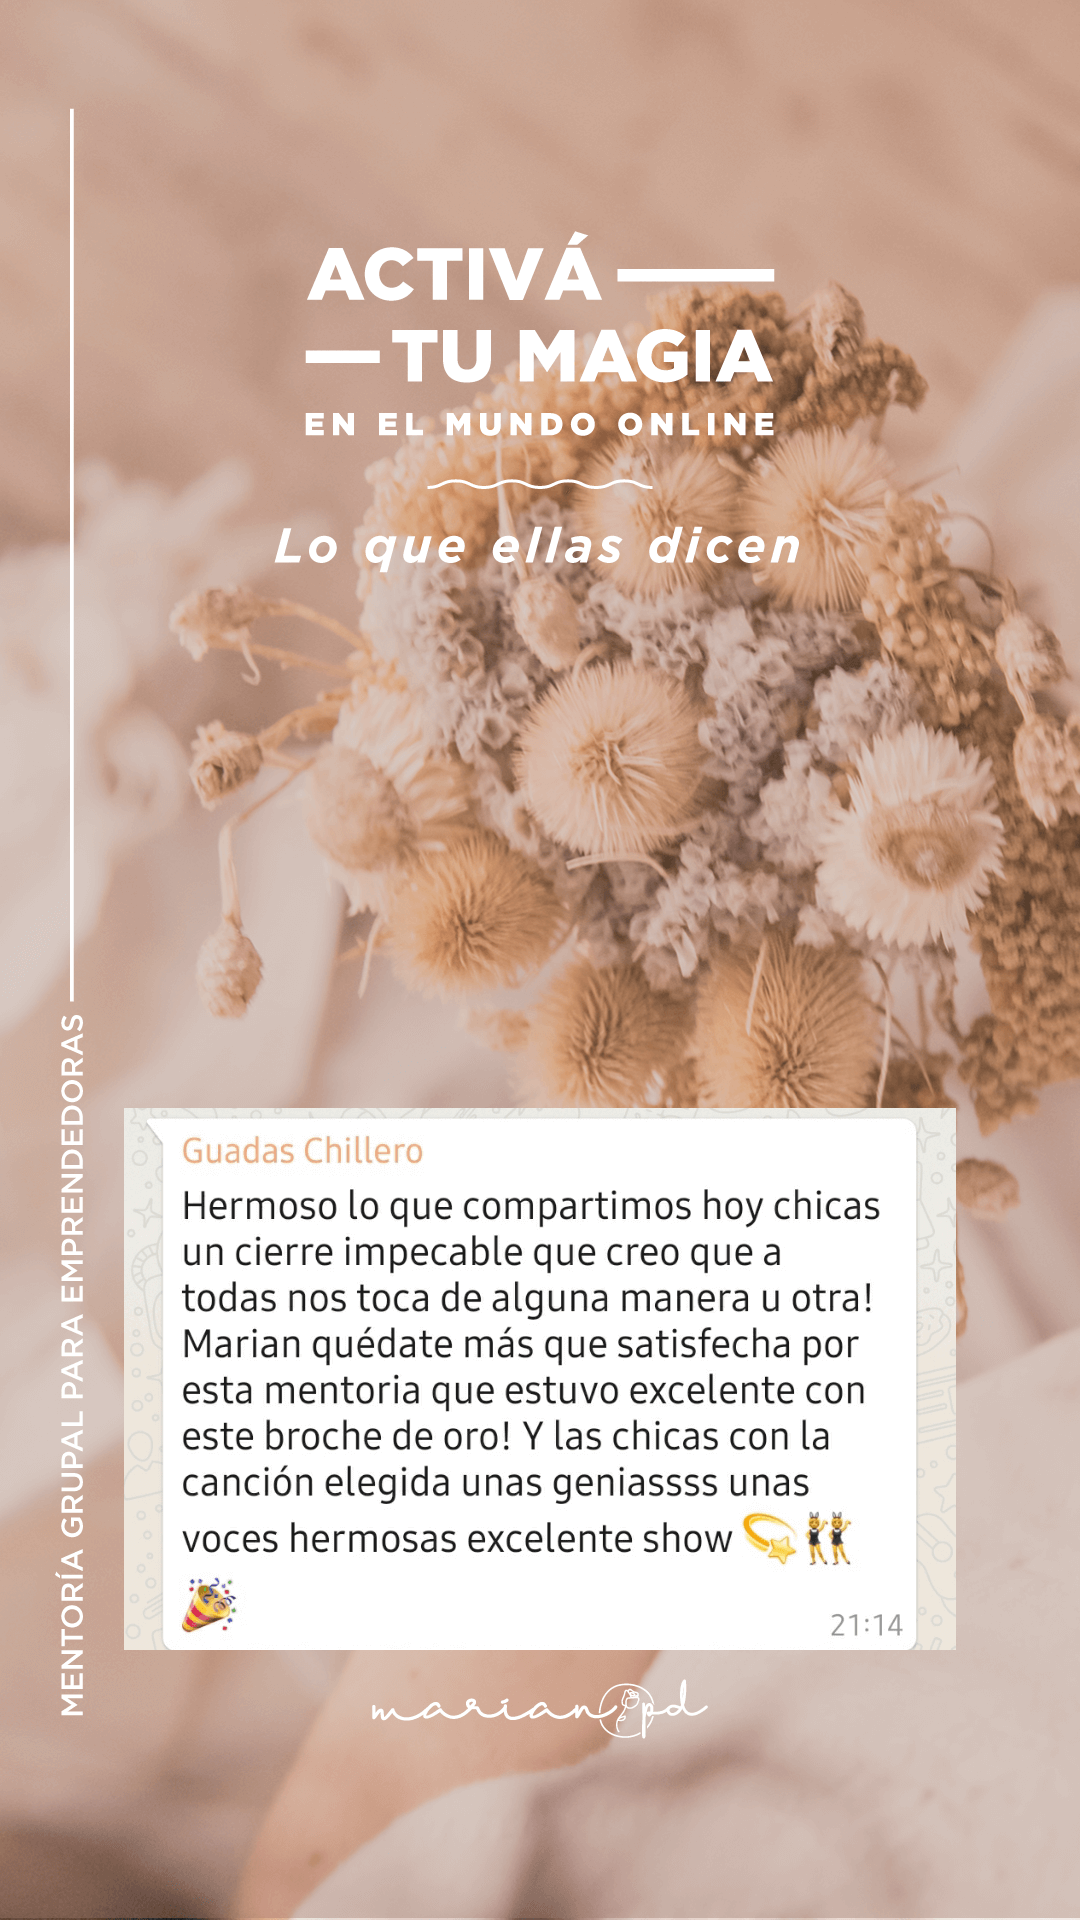 ACTIVÁ
TU MAGIA
EN EL MUNDO ONLINE
Lo que ellas dicen
MENTORÍA GRUPAL PARA EMPRENDEDORAS
Guadas Chillero
Hermoso lo que compartimos hoy chicas
un cierre impecable que creo que a
todas nos toca de alguna manera u otra!
Marian quédate más que satisfecha por
esta mentoria que estuvo excelente con
este broche de oro! Y las chicas con la
canción elegida unas geniassss unas
voces hermosas excelente show 💫👯
🎉
21:14
marian pd